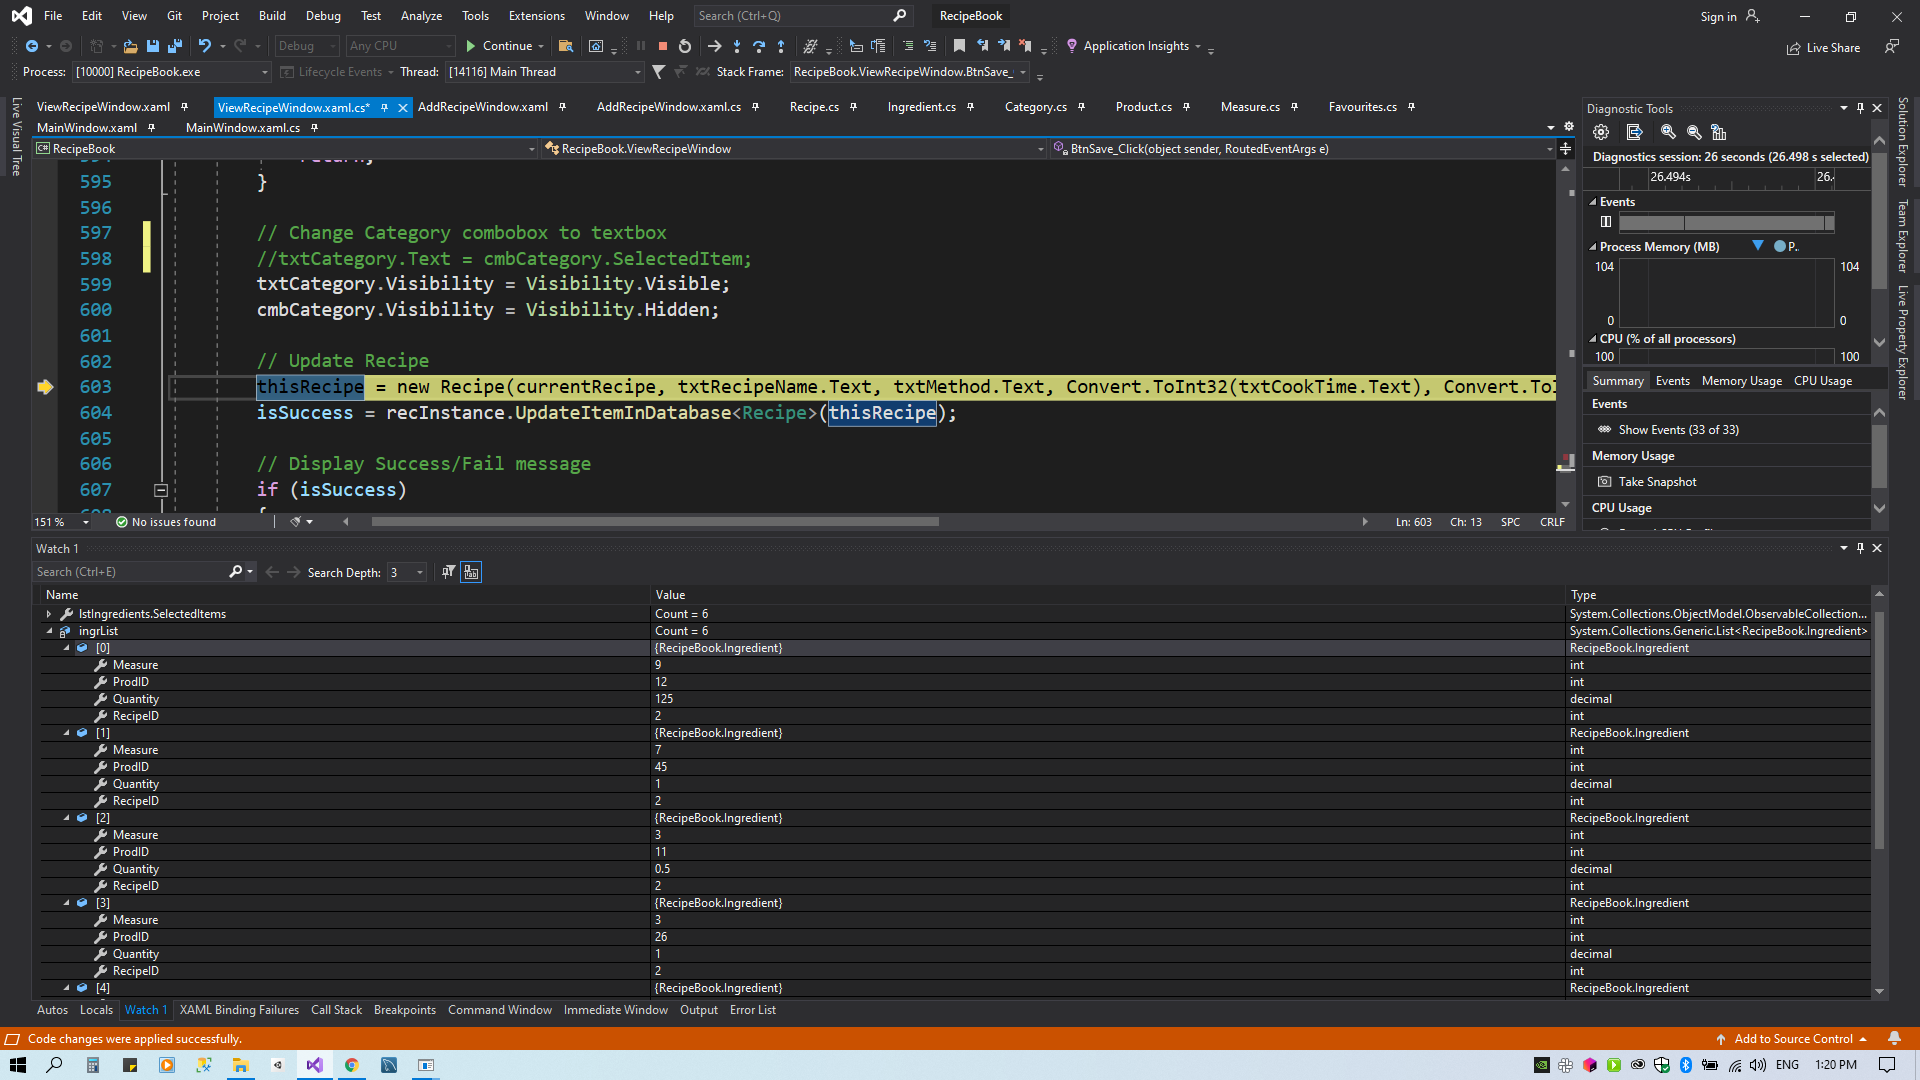 File Edit View Git Project Build Debug Test Analyze Tools Extensions Window Help Search (Ctrl+Q) RecipeBook Sign in
Debug Any CPU Continue Application Insights Live Share
Process: [10000] RecipeBook.exe Lifecycle Events Thread: [14116] Main Thread Stack Frame: RecipeBook.ViewRecipeWindow.BtnSave_
ViewRecipeWindow.xaml ViewRecipeWindow.xaml.cs* AddRecipeWindow.xaml AddRecipeWindow.xaml.cs Recipe.cs Ingredient.cs Category.cs Product.cs Measure.cs Favourites.cs
MainWindow.xaml MainWindow.xaml.cs
RecipeBook RecipeBook.ViewRecipeWindow BtnSave_Click(object sender, RoutedEventArgs e)
Live Visual Tree
595 }
596
597 // Change Category combobox to textbox
598 //txtCategory.Text = cmbCategory.SelectedItem;
599 txtCategory.Visibility = Visibility.Visible;
600 cmbCategory.Visibility = Visibility.Hidden;
601
602 // Update Recipe
603 thisRecipe = new Recipe(currentRecipe, txtRecipeName.Text, txtMethod.Text, Convert.ToInt32(txtCookTime.Text), Convert.ToI
604 isSuccess = recInstance.UpdateItemInDatabase<Recipe>(thisRecipe);
605
606 // Display Success/Fail message
607 if (isSuccess)
151 % No issues found Ln: 603 Ch: 13 SPC CRLF
Diagnostic Tools
Diagnostics session: 26 seconds (26.498 s selected)
26.494s 26.
Events
Process Memory (MB) P..
104 104
0 0
CPU (% of all processors)
100 100
Summary Events Memory Usage CPU Usage
Events
Show Events (33 of 33)
Memory Usage
Take Snapshot
CPU Usage
Solution Explorer
Team Explorer
Live Property Explorer
Watch 1
Search (Ctrl+E) Search Depth: 3
Name Value Type
lstIngredients.SelectedItems Count = 6 System.Collections.ObjectModel.ObservableCollection...
ingrList Count = 6 System.Collections.Generic.List<RecipeBook.Ingredient>
[0] {RecipeBook.Ingredient} RecipeBook.Ingredient
Measure 9 int
ProdID 12 int
Quantity 125 decimal
RecipeID 2 int
[1] {RecipeBook.Ingredient} RecipeBook.Ingredient
Measure 7 int
ProdID 45 int
Quantity 1 decimal
RecipeID 2 int
[2] {RecipeBook.Ingredient} RecipeBook.Ingredient
Measure 3 int
ProdID 11 int
Quantity 0.5 decimal
RecipeID 2 int
[3] {RecipeBook.Ingredient} RecipeBook.Ingredient
Measure 3 int
ProdID 26 int
Quantity 1 decimal
RecipeID 2 int
[4] {RecipeBook.Ingredient} RecipeBook.Ingredient
Autos Locals Watch 1 XAML Binding Failures Call Stack Breakpoints Command Window Immediate Window Output Error List
Code changes were applied successfully. Add to Source Control
ENG 1:20 PM